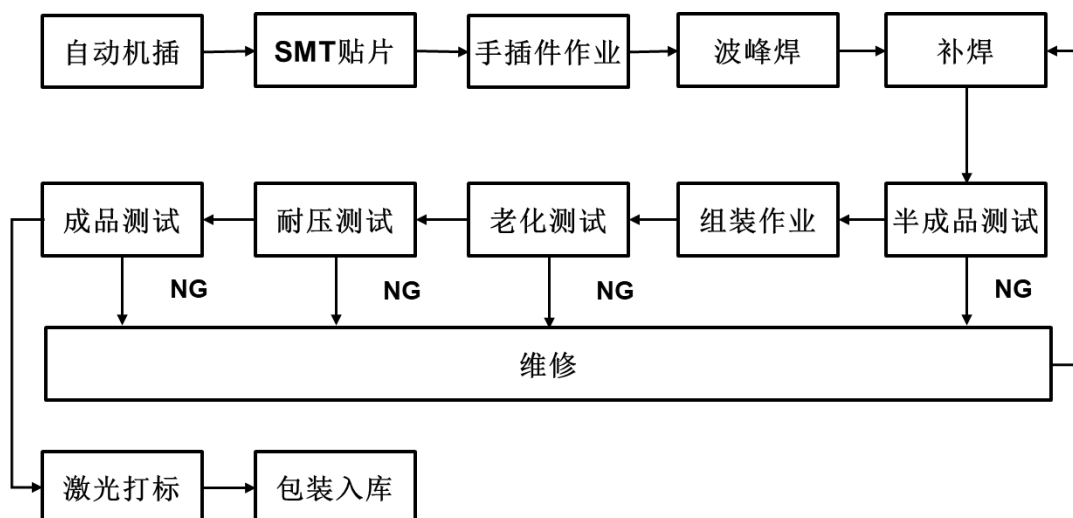 自动机插
SMT贴片
手插件作业
波峰焊
补焊
成品测试
耐压测试
老化测试
组装作业
半成品测试
NG
NG
NG
NG
维修
激光打标
包装入库